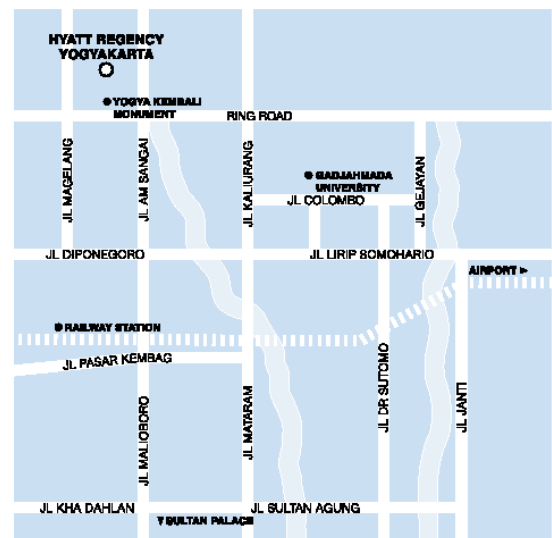 HYATT REGENCY
YOGYAKARTA
YOGYA KEMBALI
MONUMENT
RING ROAD
JL MAGELANG
JL AM SANGAI
JL KALIURANG
GADJAHMADA
UNIVERSITY
JL COLOMBO
JL GEJAYAN
JL DIPONEGORO
JL LIRIP SOMOHARIO
AIRPORT
RAILWAY STATION
JL PASAR KEMBAG
JL MALIOBORO
JL MATARAM
JL DR SUTOMO
JL JANTI
JL KHA DAHLAN
JL SULTAN AGUNG
SULTAN PALACE